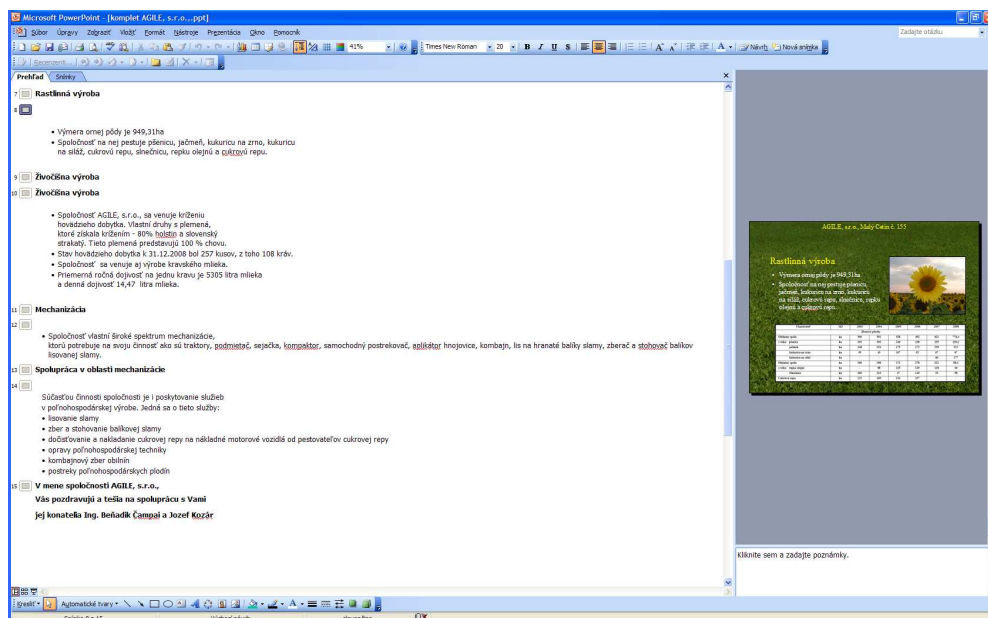 Microsoft PowerPoint - [komplet AGILE, s.r.o...ppt]
Súbor Úpravy Zobraziť Vložiť Formát Nástroje Prezentácia Okno Pomocník
Zadajte otázku
41%
Times New Roman 20
Návrh Nová snímka
Recenzenti...
Prehľad Snímky
7 Rastlinná výroba
8
• Výmera ornej pôdy je 949,31ha
• Spoločnosť na nej pestuje pšenicu, jačmeň, kukuricu na zrno, kukuricu
na siláž, cukrovú repu, slnečnicu, repku olejnú a cukrovú repu.
9 Živočíšna výroba
10 Živočíšna výroba
• Spoločnosť AGILE, s.r.o., sa venuje kríženiu
hovädzieho dobytka. Vlastní druhy s plemená,
ktoré získala krížením - 80% holstin a slovenský
strakatý. Tieto plemená predstavujú 100 % chovu.
• Stav hovädzieho dobytka k 31.12.2008 bol 257 kusov, z toho 108 kráv.
• Spoločnosť sa venuje aj výrobe kravského mlieka.
• Priemerná ročná dojivosť na jednu kravu je 5305 litra mlieka
a denná dojivosť 14,47 litra mlieka.
11 Mechanizácia
12
• Spoločnosť vlastní široké spektrum mechanizácie,
ktorú potrebuje na svoju činnosť ako sú traktory, podmietač, sejačka, kompaktor, samochodný postrekovač, aplikátor hnojovice, kombajn, lis na hranaté balíky slamy, zberač a stohovač balíkov
lisovanej slamy.
13 Spolupráca v oblasti mechanizácie
14
Súčasťou činnosti spoločnosti je i poskytovanie služieb
v poľnohospodárskej výrobe. Jedná sa o tieto služby:
• lisovanie slamy
• zber a stohovanie balíkovej slamy
• dočisťovanie a nakladanie cukrovej repy na nákladné motorové vozidlá od pestovateľov cukrovej repy
• opravy poľnohospodárskej techniky
• kombajnový zber obilnín
• postreky poľnohospodárskych plodín
15 V mene spoločnosti AGILE, s.r.o.,
Vás pozdravujú a tešia na spoluprácu s Vami
jej konatelia Ing. Beňadik Čampai a Jozef Kozár
AGILE, s.r.o., Malý Cetín č. 155
Rastlinná výroba
• Výmera ornej pôdy je 949,31ha
• Spoločnosť na nej pestuje pšenicu,
jačmeň, kukuricu na zrno, kukuricu
na siláž, cukrovú repu, slnečnicu, repku
olejnú a cukrovú repu.
Kliknite sem a zadajte poznámky.
Kresliť Automatické tvary